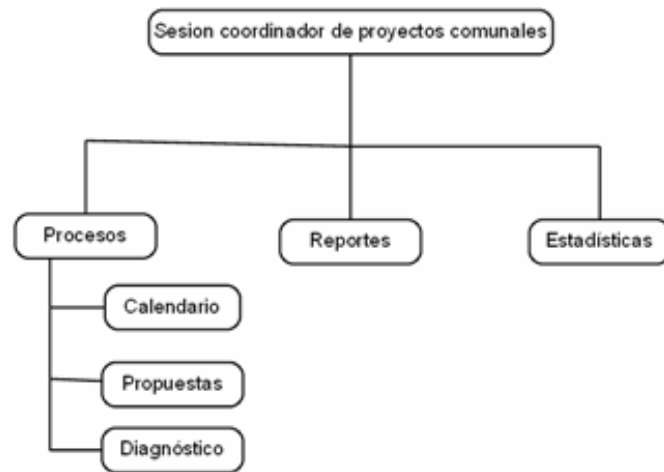 Sesion coordinador de proyectos comunales
Procesos
Reportes
Estadísticas
Calendario
Propuestas
Diagnóstico